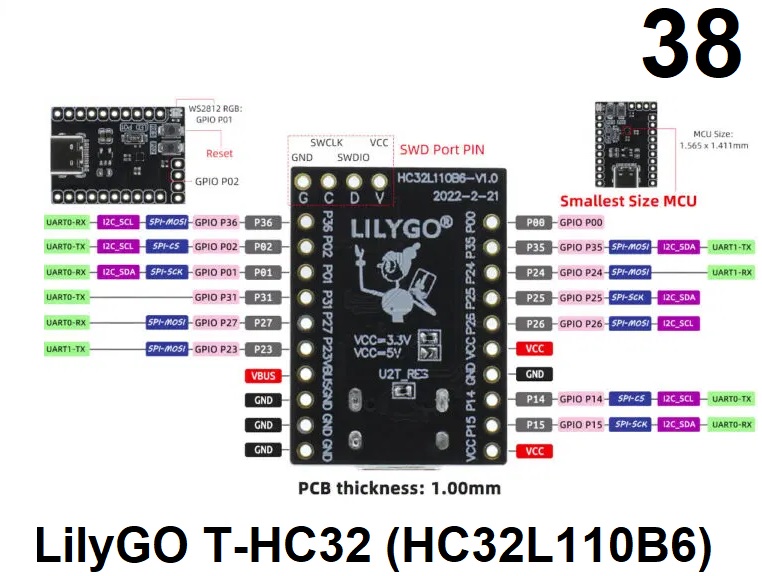 38
WS2812 RGB:
GPIO P01
Reset
GPIO P02
SWCLK VCC
GND SWDIO
SWD Port PIN
MCU Size:
1.565 x 1.411mm
Smallest Size MCU
HC32L110B6-V1.0
2022-2-21
G C D V
LILYGO®
UART0-RX I2C_SCL SPI-MOSI GPIO P36 P36 P36 P00 P00 GPIO P00
UART0-TX I2C_SCL SPI-CS GPIO P02 P02 P02 P35 P35 GPIO P35 SPI-MOSI I2C_SDA UART1-TX
UART0-RX I2C_SDA SPI-SCK GPIO P01 P01 P01 P24 P24 GPIO P24 SPI-MOSI UART1-RX
UART0-TX GPIO P31 P31 P31 P25 P25 GPIO P25 SPI-SCK I2C_SDA
UART0-RX SPI-MOSI GPIO P27 P27 P27 P26 P26 GPIO P26 SPI-MOSI I2C_SCL
UART1-TX SPI-MOSI GPIO P23 P23 P23 VCC VCC
VCC=3.3V
VCC=5V
VBUS VBUS GND GND
U2T_RES
GND GND P14 P14 GPIO P14 SPI-CS I2C_SCL UART0-TX
GND GND P15 P15 GPIO P15 SPI-SCK I2C_SDA UART0-RX
GND GND VCC VCC
PCB thickness: 1.00mm
LilyGO T-HC32 (HC32L110B6)